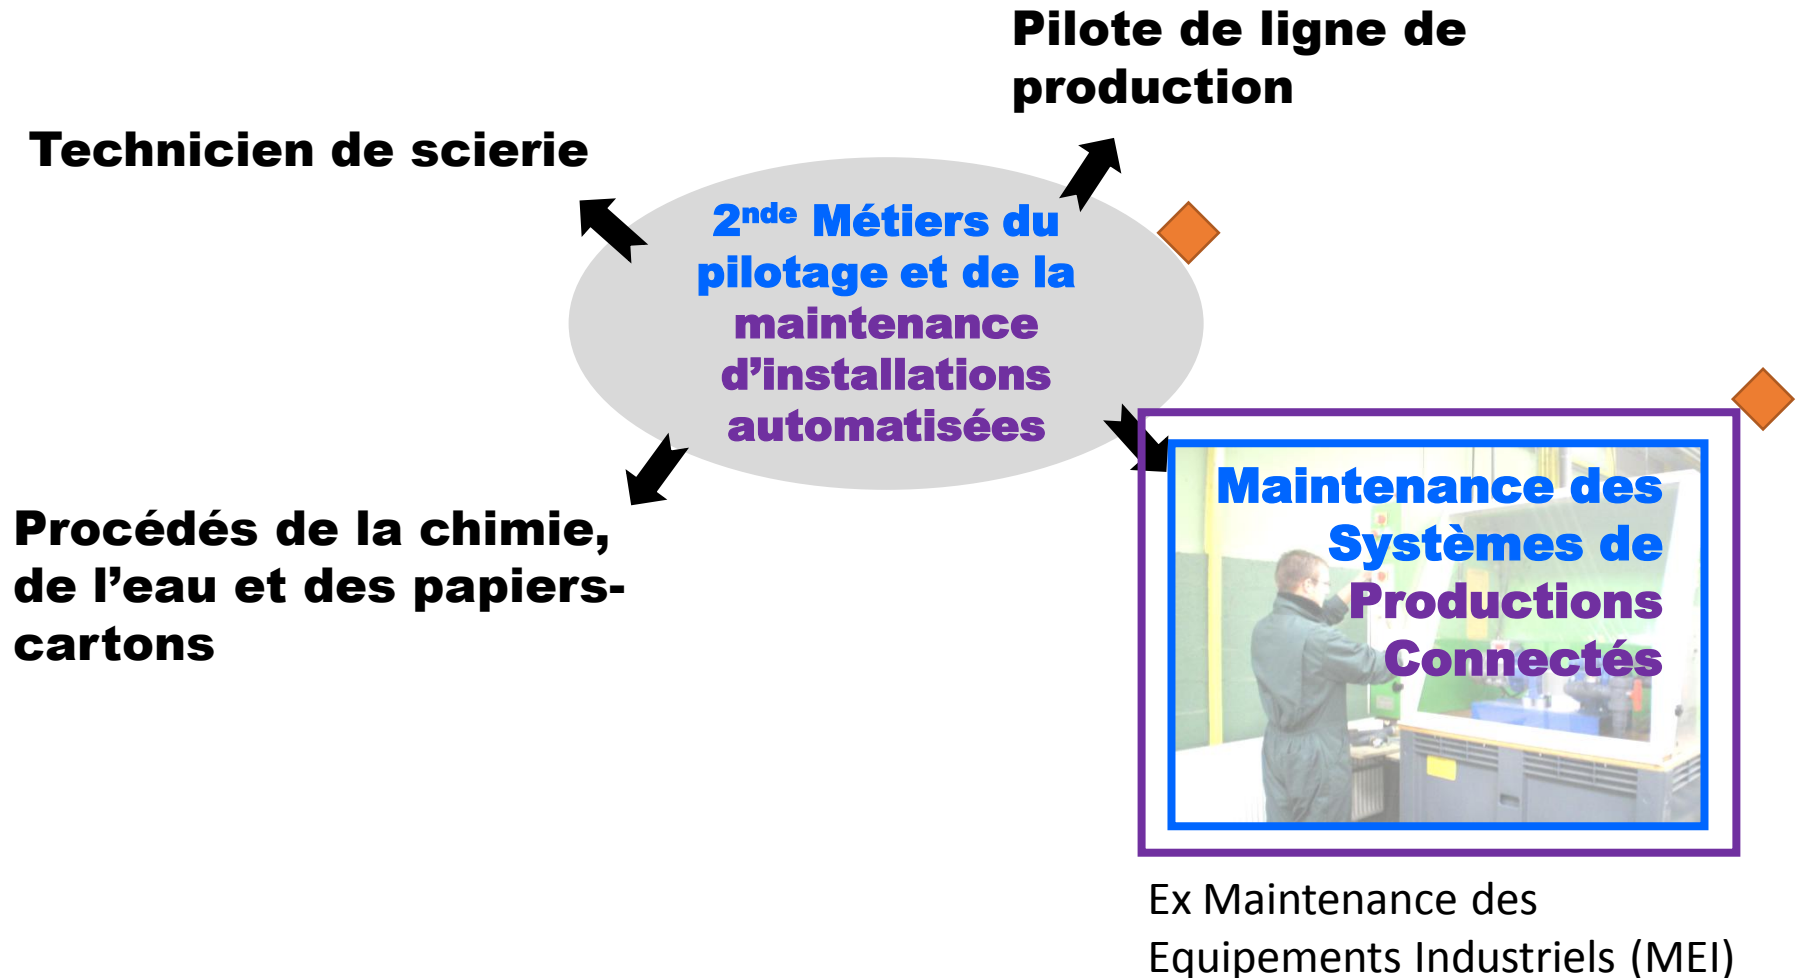 Pilote de ligne de
production
Technicien de scierie
2nde Métiers du
pilotage et de la
maintenance
d’installations
automatisées
Procédés de la chimie,
de l’eau et des papiers-
cartons
Maintenance des
Systèmes de
Productions
Connectés
Ex Maintenance des
Equipements Industriels (MEI)